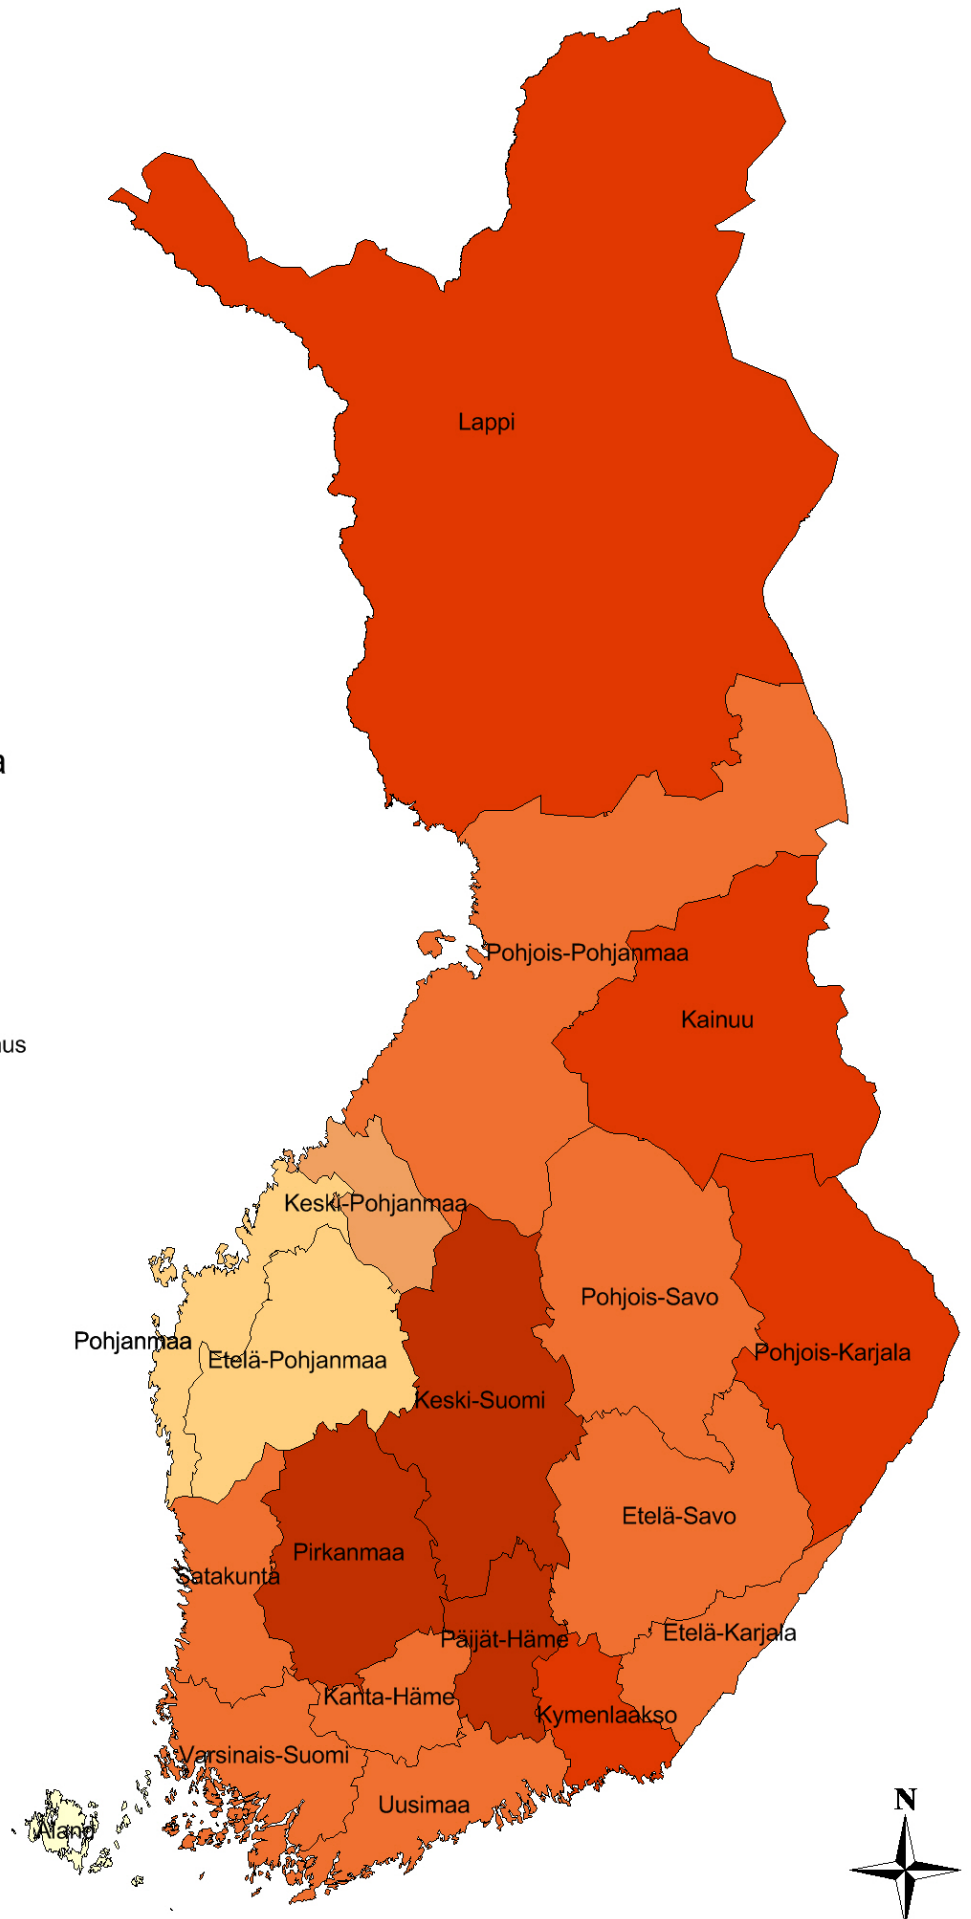 Lappi
a
Pohjois-Pohjanmaa
Kainuu
us
Keski-Pohjanmaa
Pohjois-Savo
Pohjanmaa
Pohjois-Karjala
Etelä-Pohjanmaa
Keski-Suomi
Etelä-Savo
Pirkanmaa
Satakunta
Etelä-Karjala
Päijät-Häme
Kanta-Häme
Kymenlaakso
Varsinais-Suomi
N
Uusimaa
Åland